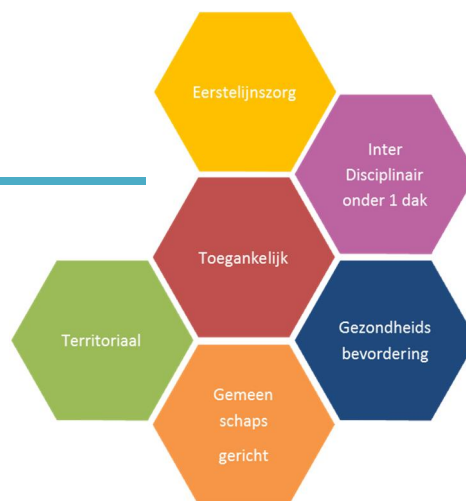 Eerstelijnszorg
Inter
Disciplinair
onder 1 dak
Toegankelijk
Territoriaal
Gezondheids
bevordering
Gemeen
schaps
gericht